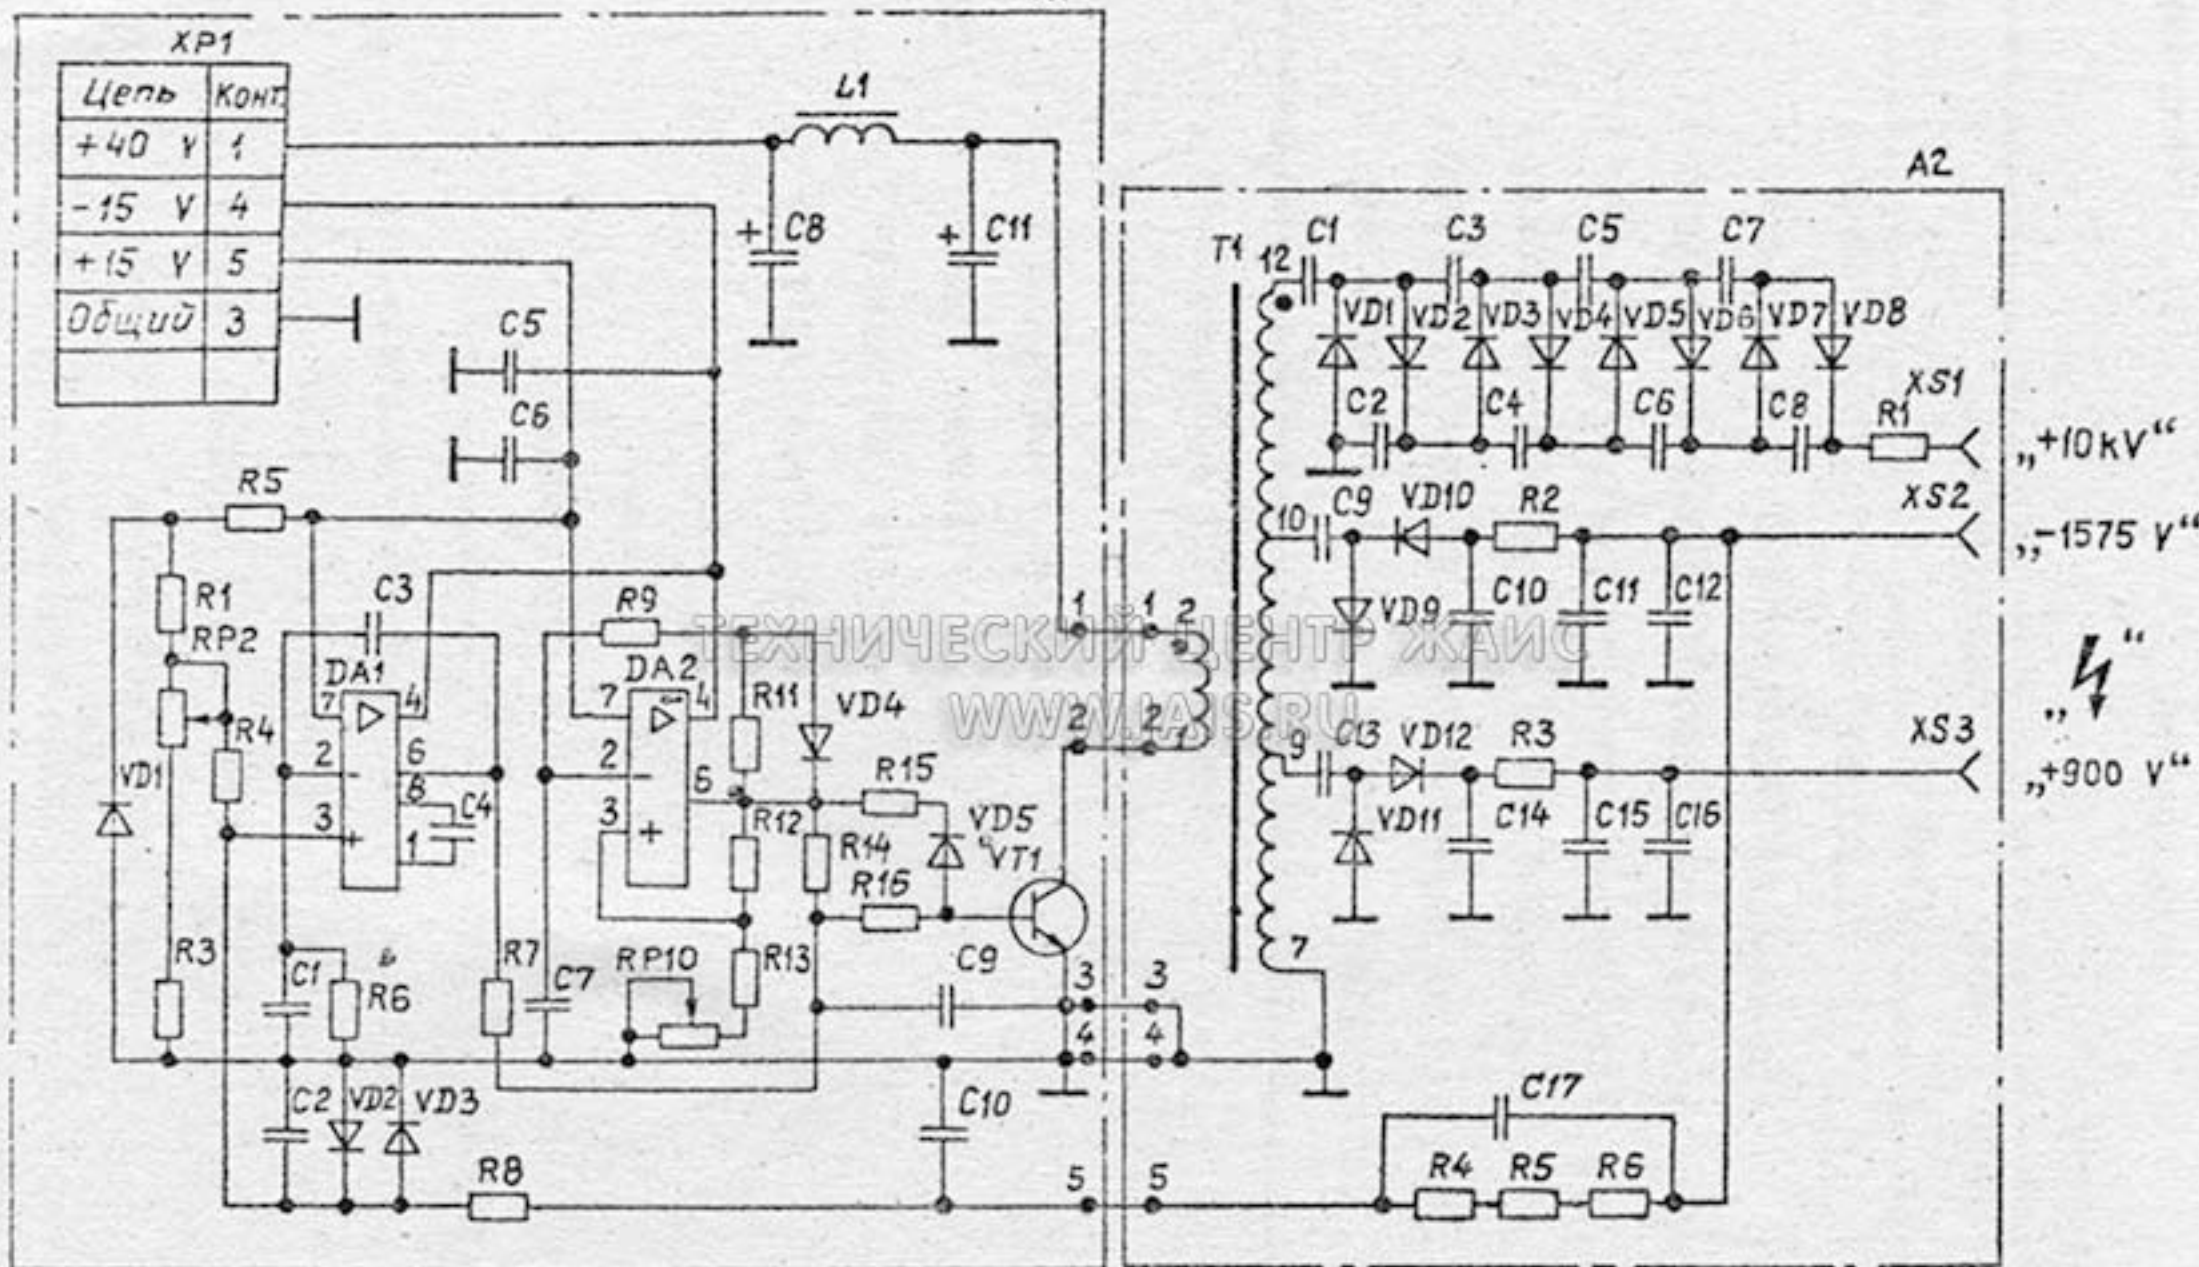 XP1
Цепь Конт.
+40 V 1
-15 V 4
+15 V 5
Общий 3
L1
C8
C11
A2
T1
12
C1
C3
C5
C7
VD1
VD2
VD3
VD4
VD5
VD6
VD7
VD8
C2
C4
C6
C8
R1
XS1
„+10kV“
C5
C6
R5
10
C9
VD10
R2
XS2
„-1575 V“
R1
C3
R9
1
1
2
VD9
C10
C11
C12
RP2
DA1
DA2
ТЕХНИЧЕСКИЙ ЦЕНТР ЖАИС
WWW.IAIS.RU
7
4
7
4
R11
VD4
2
2
1
9
C13
VD12
R3
XS3
„+900 V“
R4
VD1
2
6
2
6
R15
8
C4
1
3
3
R12
R14
VD5
VT1
R16
VD11
C14
C15
C16
7
R3
C1
R6
R7
C7
RP10
R13
C9
3
3
4
4
C2
VD2
VD3
C10
C17
R8
5
5
R4
R5
R6